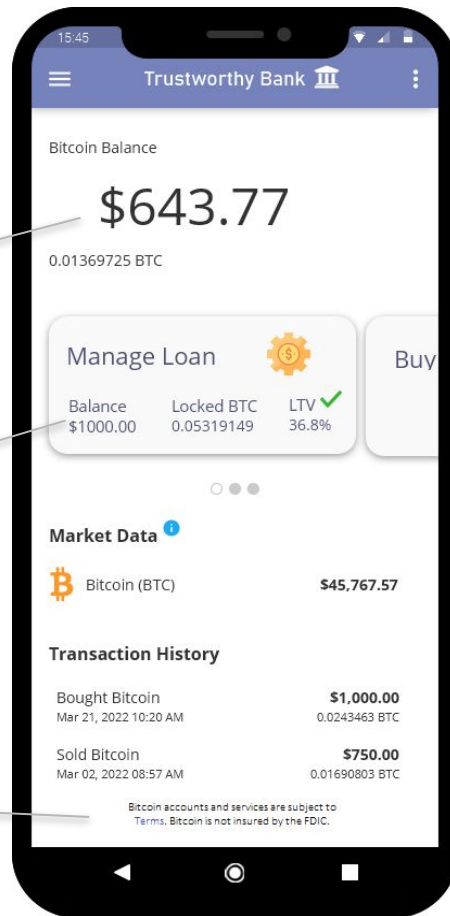 15:45
Trustworthy Bank
Bitcoin Balance
$643.77
0.01369725 BTC
Manage Loan
Balance Locked BTC LTV
$1000.00 0.05319149 36.8%
Buy
Market Data
Bitcoin (BTC) $45,767.57
Transaction History
Bought Bitcoin $1,000.00
Mar 21, 2022 10:20 AM 0.0243463 BTC
Sold Bitcoin $750.00
Mar 02, 2022 08:57 AM 0.01690803 BTC
Bitcoin accounts and services are subject to
Terms. Bitcoin is not insured by the FDIC.